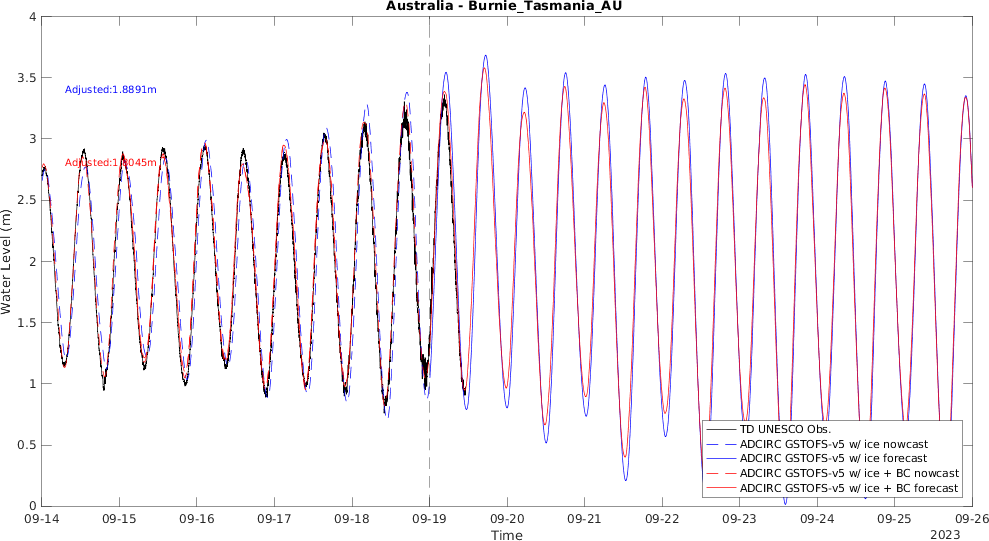 Australia - Burnie_Tasmania_AU
4
3.5
3
2.5
2
1.5
1
0.5
0
Water Level (m)
Adjusted:1.8891m
Adjusted:1.8045m
TD UNESCO Obs.
ADCIRC GSTOFS-v5 w/ ice nowcast
ADCIRC GSTOFS-v5 w/ ice forecast
ADCIRC GSTOFS-v5 w/ ice + BC nowcast
ADCIRC GSTOFS-v5 w/ ice + BC forecast
09-14 09-15 09-16 09-17 09-18 09-19 09-20 09-21 09-22 09-23 09-24 09-25 09-26
Time
2023